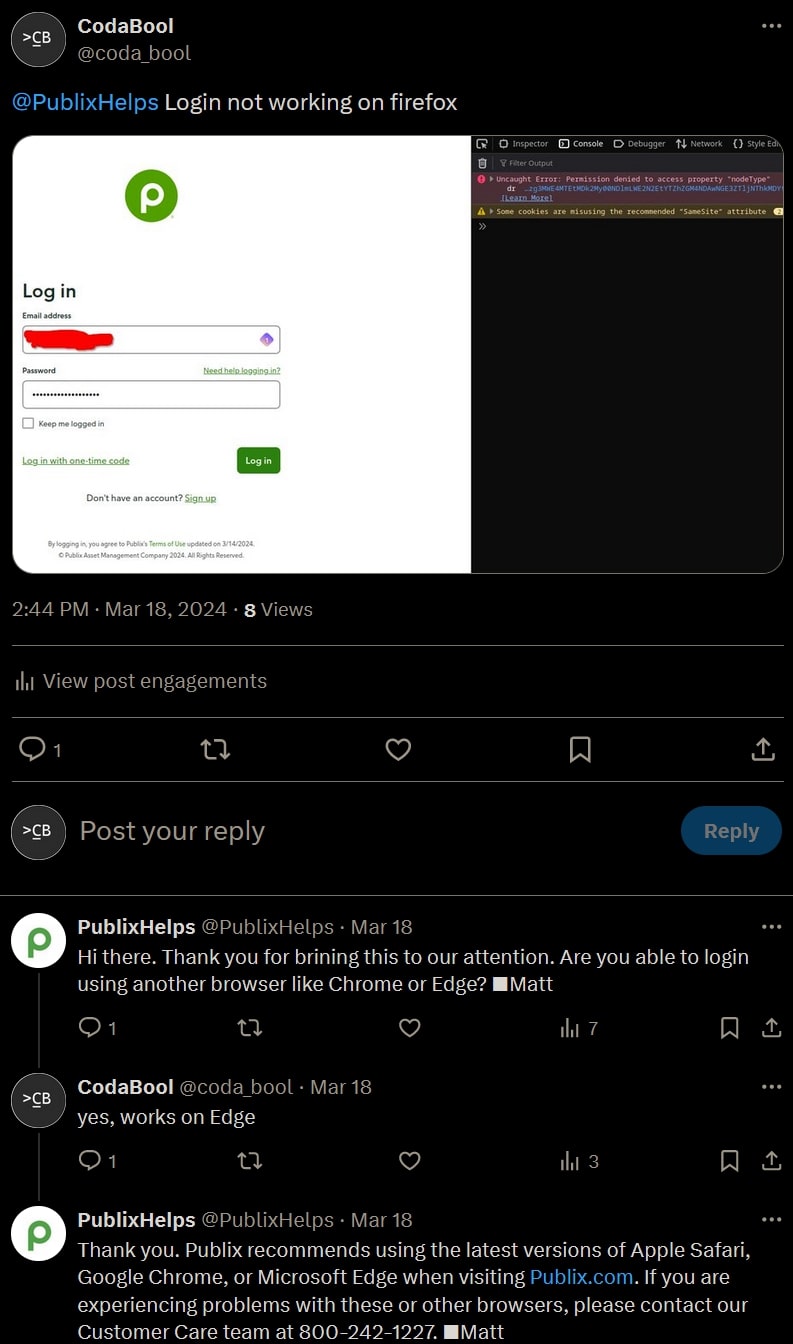 >CB
CodaBool
@coda_bool
@PublixHelps Login not working on firefox
Inspector Console Debugger Network {} Style
Filter Output
Uncaught Error: Permission denied to access property "nodeType"
dr
[Learn More]
Some cookies are misusing the recommended "SameSite" attribute 2
Log in
Email address
Password Need help logging in?
Keep me logged in
Log in with one-time code Log in
Don't have an account? Sign up
By logging in, you agree to Publix's Terms of Use updated on 3/14/2024.
© Publix Asset Management Company 2024. All Rights Reserved.
2:44 PM · Mar 18, 2024 · 8 Views
View post engagements
1
>CB Post your reply Reply
PublixHelps @PublixHelps · Mar 18
Hi there. Thank you for brining this to our attention. Are you able to login
using another browser like Chrome or Edge? ■Matt
1 7
>CB
CodaBool @coda_bool · Mar 18
yes, works on Edge
1 3
PublixHelps @PublixHelps · Mar 18
Thank you. Publix recommends using the latest versions of Apple Safari,
Google Chrome, or Microsoft Edge when visiting Publix.com. If you are
experiencing problems with these or other browsers, please contact our
Customer Care team at 800-242-1227. ■Matt